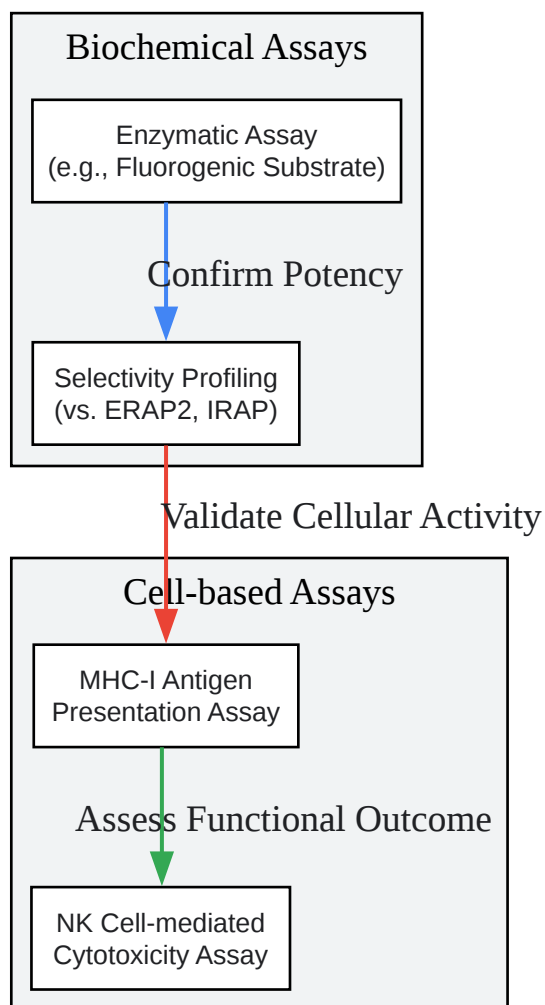 Biochemical Assays
Enzymatic Assay
(e.g., Fluorogenic Substrate)
Confirm Potency
Selectivity Profiling
(vs. ERAP2, IRAP)
Validate Cellular Activity
Cell-based Assays
MHC-I Antigen
Presentation Assay
Assess Functional Outcome
NK Cell-mediated
Cytotoxicity Assay